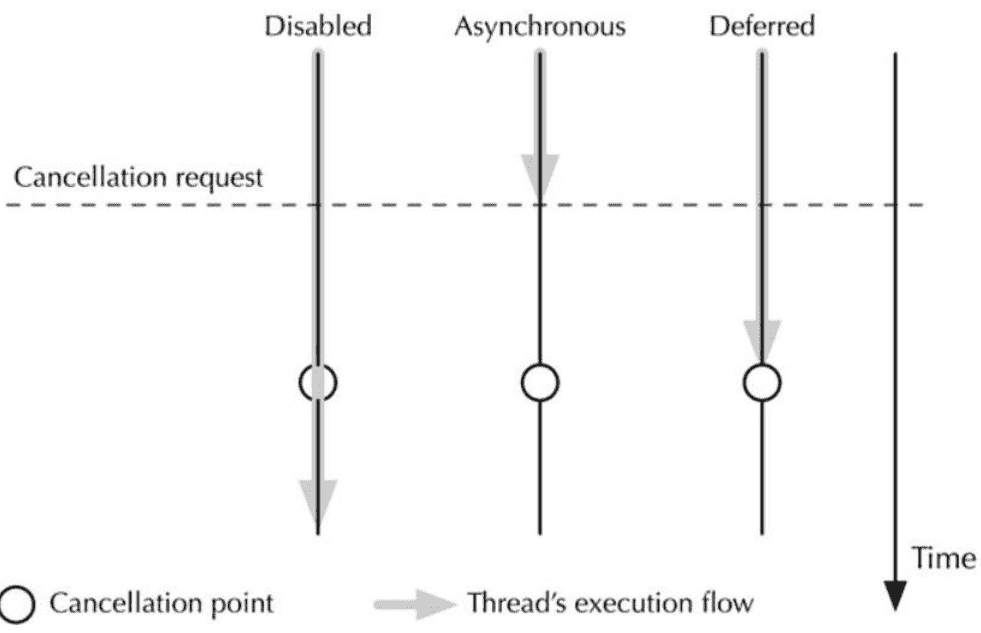 Disabled Asynchronous Deferred
Cancellation request
Time
Cancellation point Thread's execution flow